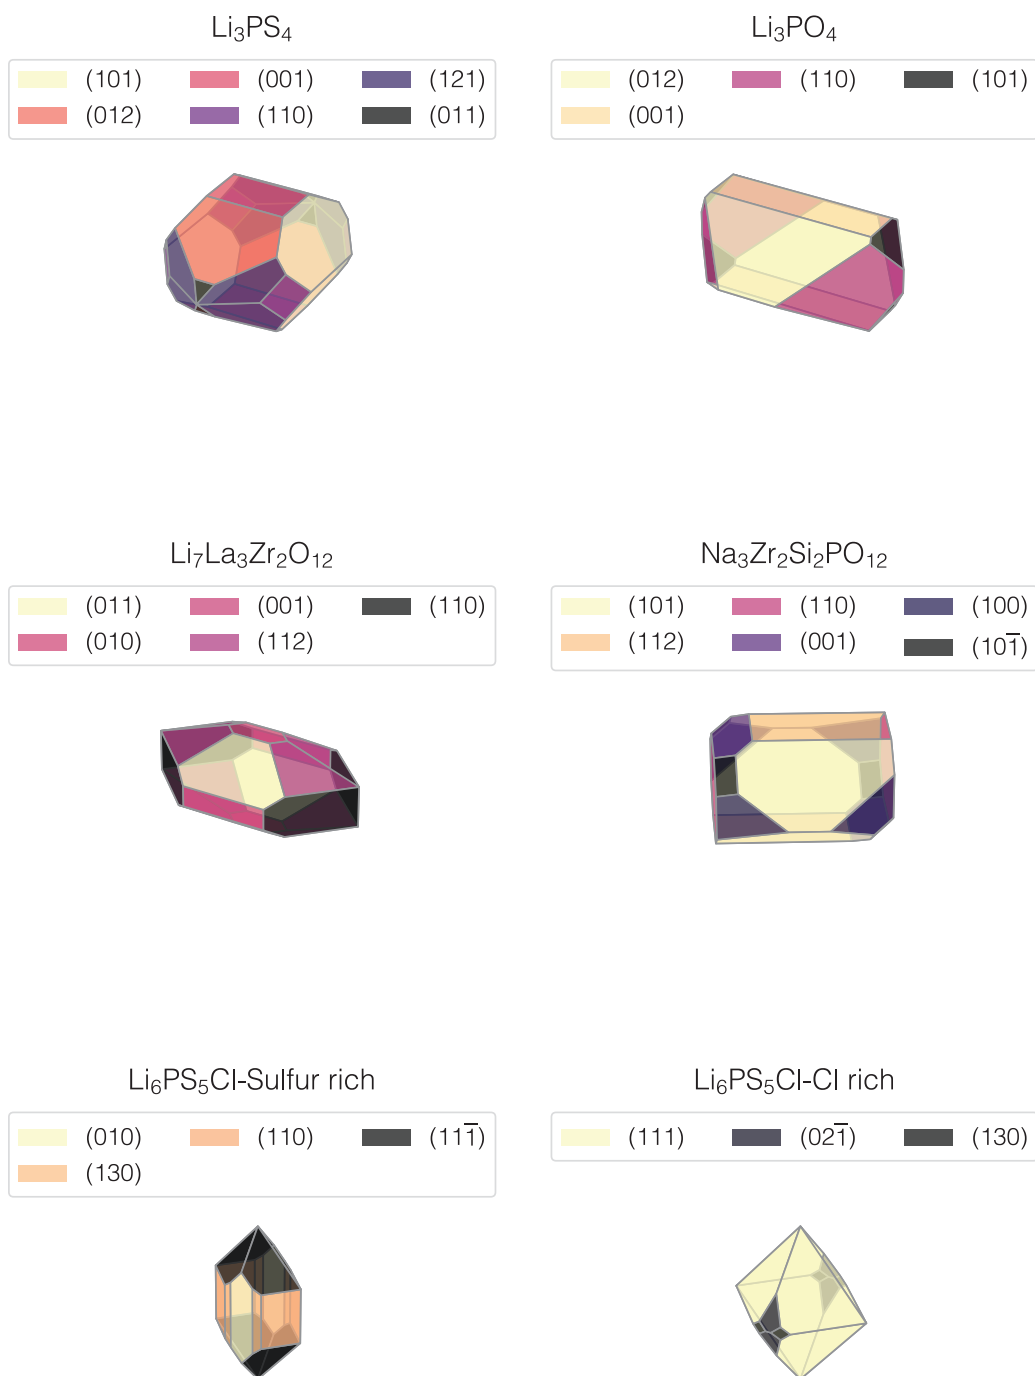 Li₃PS₄
(101) (001) (121)
(012) (110) (011)
Li₃PO₄
(012) (110) (101)
(001)
Li₇La₃Zr₂O₁₂
(011) (001) (110)
(010) (112)
Na₃Zr₂Si₂PO₁₂
(101) (110) (100)
(112) (001) (101̅)
Li₆PS₅Cl-Sulfur rich
(010) (110) (111̅)
(130)
Li₆PS₅Cl-Cl rich
(111) (021̅) (130)